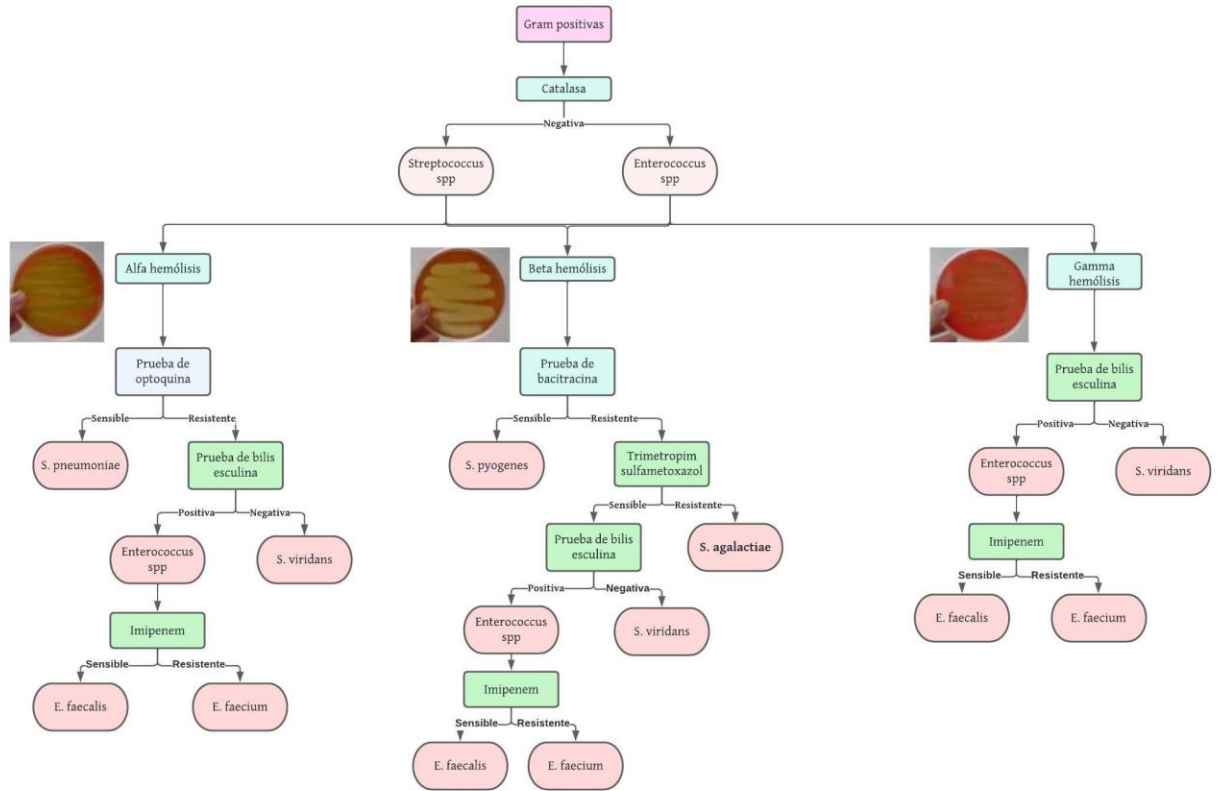 Gram positivas
Catalasa
Negativa
Streptococcus
spp
Enterococcus
spp
Alfa hemólisis
Beta hemólisis
Gamma
hemólisis
Prueba de
optoquina
Prueba de
bacitracina
Prueba de bilis
esculina
Sensible
Resistente
Sensible
Resistente
Positiva
Negativa
S. pneumoniae
Prueba de bilis
esculina
S. pyogenes
Trimetropim
sulfametoxazol
Enterococcus
spp
S. viridans
Positiva
Negativa
Sensible
Resistente
Enterococcus
spp
S. viridans
Prueba de bilis
esculina
S. agalactiae
Imipenem
Sensible
Resistente
Positiva
Negativa
Imipenem
Enterococcus
spp
S. viridans
E. faecalis
E. faecium
Sensible
Resistente
Imipenem
E. faecalis
E. faecium
Sensible
Resistente
E. faecalis
E. faecium